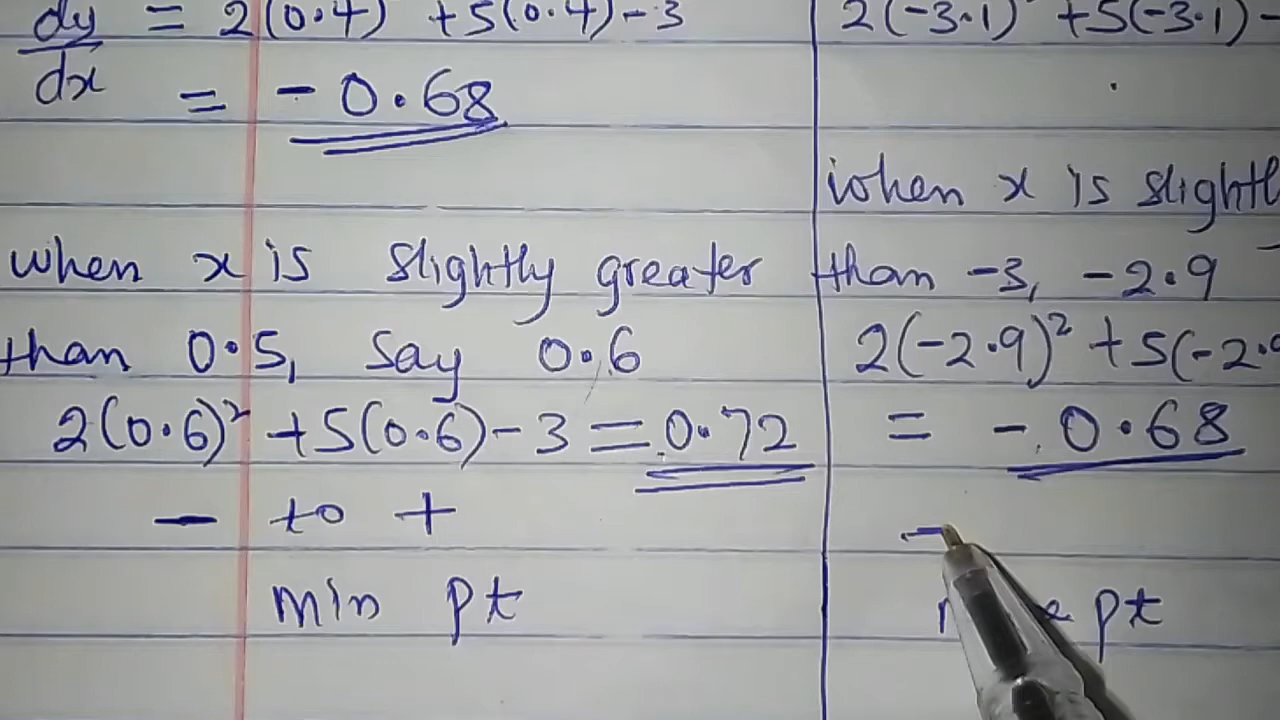 dy/dx = 2(0.4) + 5(0.4) - 3
= - 0.68
when x is slightly greater
than 0.5, say 0.6
2(0.6)² + 5(0.6) - 3 = 0.72
- to +
min pt
2(-3.1) + 5(-3.1) -
when x is
than -3, -2.9
2(-2.9)² + 5(-2.
= - 0.68
-
pt